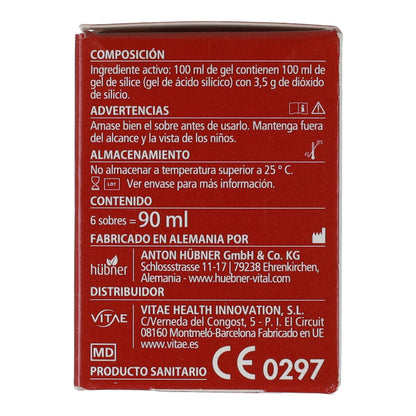 COMPOSICIÓN
Ingrediente activo: 100 ml de gel contienen 100 ml
de gel de sílice (gel de ácido silícico) con 3,5 g de dióxido
de silicio.
ADVERTENCIAS
Amase bien el sobre antes de usarlo. Mantenga fuera
del alcance y la vista de los niños.
ALMACENAMIENTO
No almacenar a temperatura superior a 25 º C.
LOT Ver envase para más información.
CONTENIDO
6 sobres = 90 ml
FABRICADO EN ALEMANIA POR
hübner
ANTON HÜBNER GmbH & Co. KG
Schlossstrasse 11-17 | 79238 Ehrenkirchen,
Alemania - www.huebner-vital.com
DISTRIBUIDOR
VITAE
VITAE HEALTH INNOVATION, S.L.
C/Verneda del Congost, 5 - P. I. El Circuit
08160 Montmeló-Barcelona Fabricado en UE
www.vitae.es
MD
PRODUCTO SANITARIO CE 0297